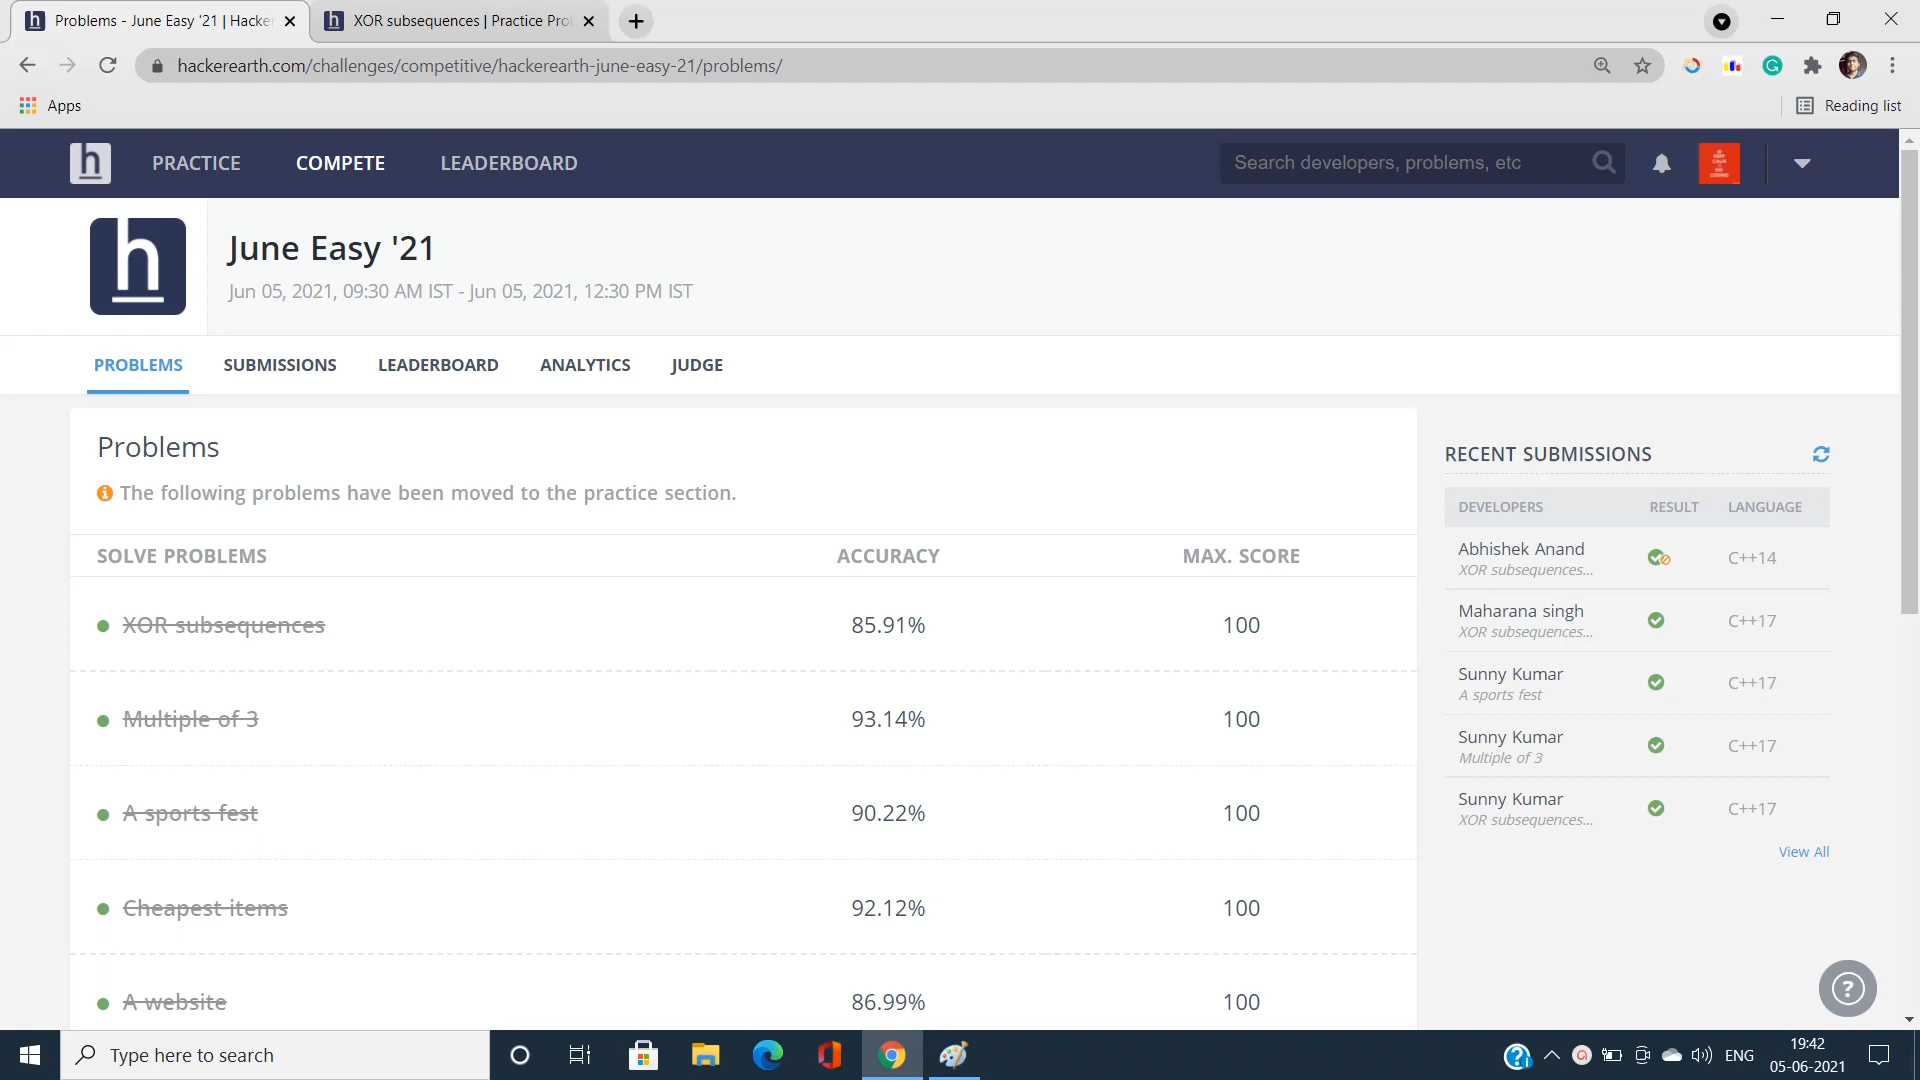 Problems - June Easy '21 | Hacke
XOR subsequences | Practice Pro
hackerearth.com/challenges/competitive/hackerearth-june-easy-21/problems/
Apps
Reading list
h
PRACTICE
COMPETE
LEADERBOARD
Search developers, problems, etc
h
June Easy '21
Jun 05, 2021, 09:30 AM IST - Jun 05, 2021, 12:30 PM IST
PROBLEMS
SUBMISSIONS
LEADERBOARD
ANALYTICS
JUDGE
Problems
The following problems have been moved to the practice section.
SOLVE PROBLEMS ACCURACY MAX. SCORE
XOR subsequences 85.91% 100
Multiple of 3 93.14% 100
A sports fest 90.22% 100
Cheapest items 92.12% 100
A website 86.99% 100
RECENT SUBMISSIONS
DEVELOPERS RESULT LANGUAGE
Abhishek Anand C++14
XOR subsequences...
Maharana singh C++17
XOR subsequences...
Sunny Kumar C++17
A sports fest
Sunny Kumar C++17
Multiple of 3
Sunny Kumar C++17
XOR subsequences...
View All
?
Type here to search
ENG
19:42
05-06-2021